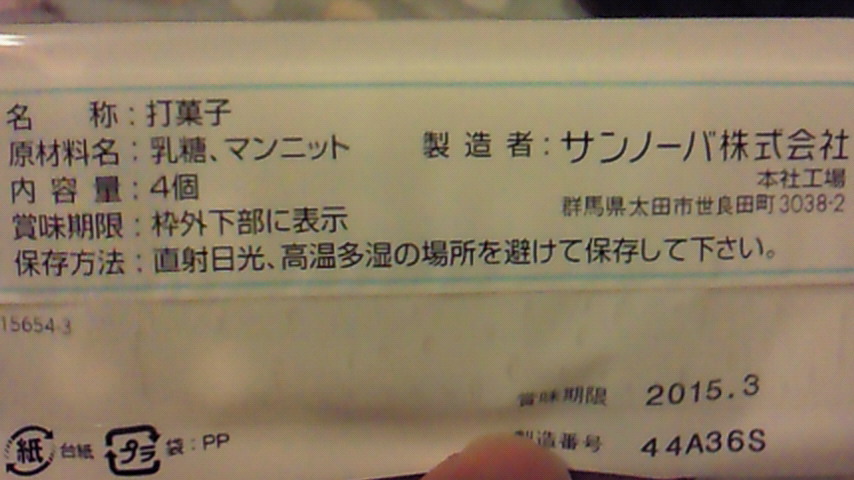 名 称：打菓子
原材料名：乳糖、マンニット
内容量：4個
賞味期限：枠外下部に表示
保存方法：直射日光、高温多湿の場所を避けて保存して下さい。
製造者：サンノーバ株式会社
本社工場
群馬県太田市世良田町3038-2
15654-3
賞味期限 2015.3
製造番号 44A36S
紙 台紙 プラ 袋：PP